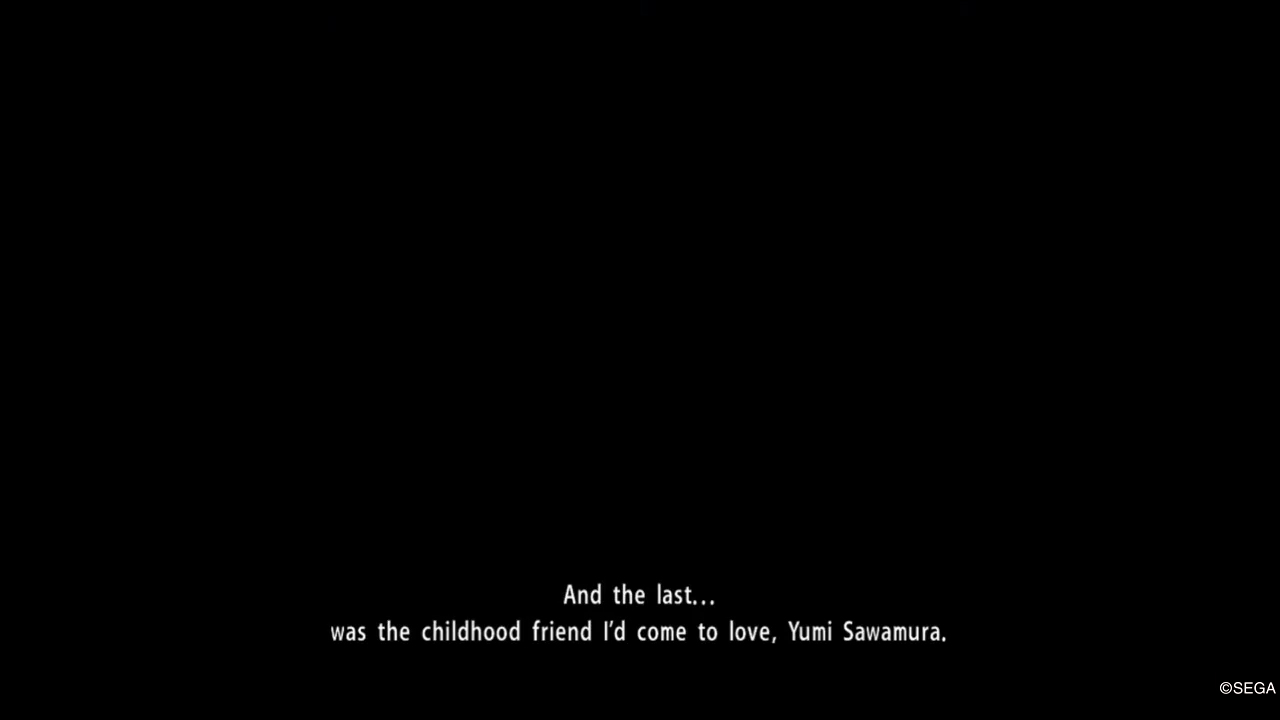 And the last...
was the childhood friend I'd come to love, Yumi Sawamura.
©SEGA